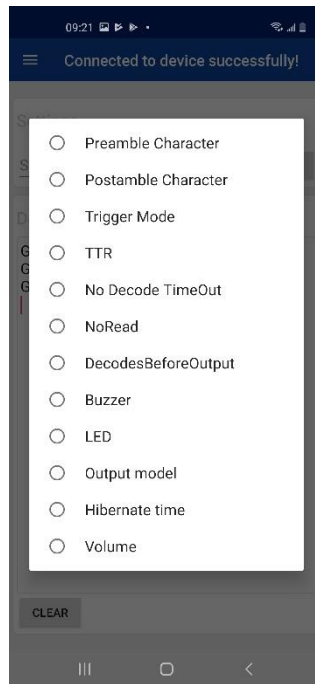 09:21
Connected to device successfully!
Preamble Character
Postamble Character
Trigger Mode
TTR
No Decode TimeOut
NoRead
DecodesBeforeOutput
Buzzer
LED
Output model
Hibernate time
Volume
CLEAR